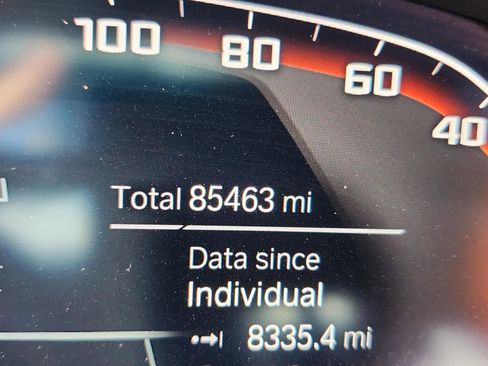 100 80 60 40
Total 85463 mi
Data since
Individual
8335.4 mi